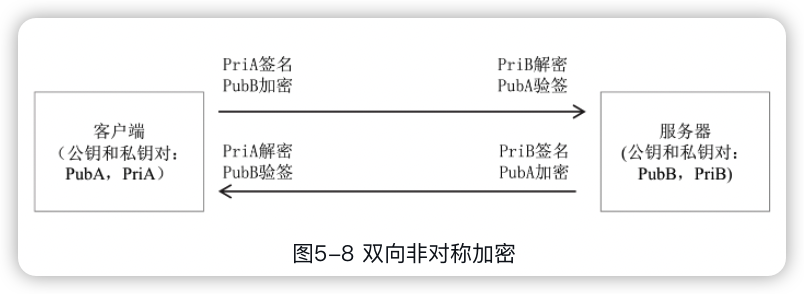 PriA签名
PubB加密
PriB解密
PubA验签
客户端
（公钥和私钥对：
PubA，PriA）
服务器
(公钥和私钥对：
PubB，PriB)
PriA解密
PubB验签
PriB签名
PubA加密
图5-8 双向非对称加密